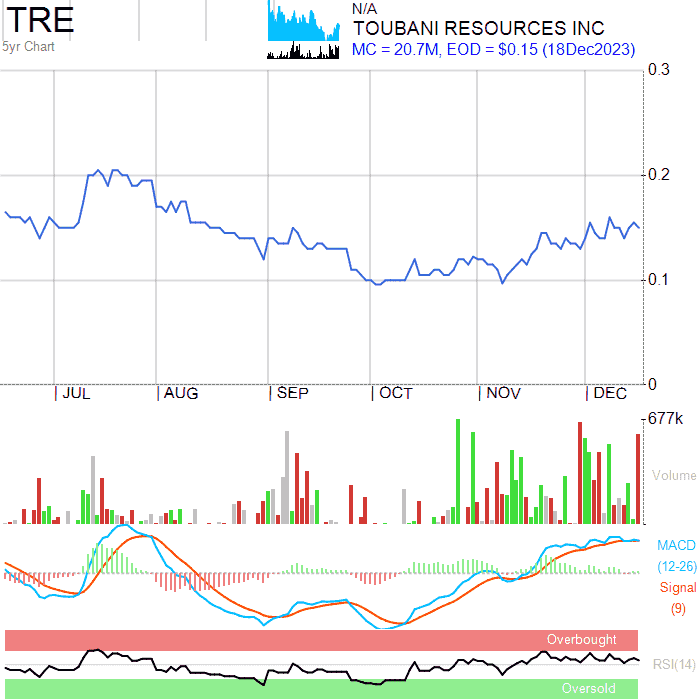 TRE
5yr Chart
N/A
TOUBANI RESOURCES INC
MC = 20.7M, EOD = $0.15 (18Dec2023)
0.3
0.2
0.1
0
JUL AUG SEP OCT NOV DEC
677k
Volume
MACD
(12-26)
Signal
(9)
Overbought
RSI(14)
Oversold